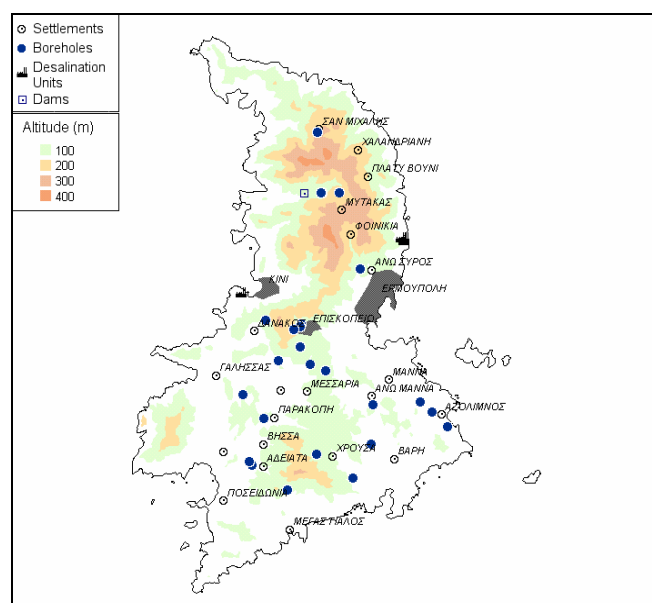 Settlements
Boreholes
Desalination
Units
Dams
Altitude (m)
100
200
300
400
ΣΑΝ ΜΙΧΑΛΗΣ
ΧΑΛΑΝΔΡΙΑΝΗ
ΠΛΑΤΥ ΒΟΥΝΙ
ΜΥΤΑΚΑΣ
ΦΟΙΝΙΚΙΑ
ΑΝΩ ΣΥΡΟΣ
ΚΙΝΙ
ΕΡΜΟΥΠΟΛΗ
ΔΑΝΑΚΟΣ
ΕΠΙΣΚΟΠΕΙΟ
ΓΑΛΗΣΣΑΣ
ΜΑΝΝΑ
ΜΕΣΣΑΡΙΑ
ΑΝΩ ΜΑΝΝΑ
ΠΑΡΑΚΟΠΗ
ΑΖΟΛΙΜΝΟΣ
ΒΗΣΣΑ
ΧΡΟΥΣΑ
ΒΑΡΗ
ΑΔΕΙΑΤΑ
ΠΟΣΕΙΔΩΝΙΑ
ΜΕΓΑΣ ΓΙΑΛΟΣ